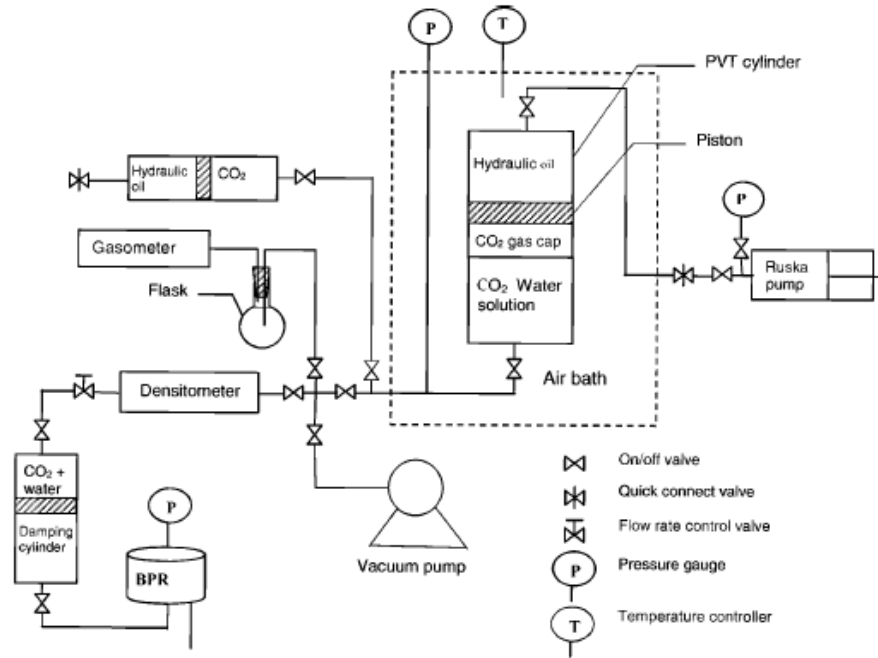 P
T
PVT cylinder
Piston
Hydraulic oil
CO₂
Hydraulic oil
P
Gasometer
CO₂ gas cap
Ruska
pump
Flask
CO₂ Water
solution
Air bath
Densitometer
On/off valve
CO₂ +
water
Quick connect valve
P
Flow rate control valve
Damping
cylinder
BPR
P
Pressure gauge
Vacuum pump
T
Temperature controller